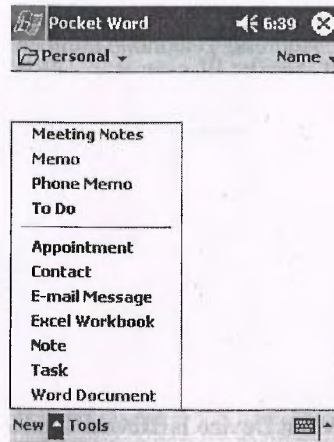 Pocket Word 6:39
Personal Name
Meeting Notes
Memo
Phone Memo
To Do
Appointment
Contact
E-mail Message
Excel Workbook
Note
Task
Word Document
New Tools